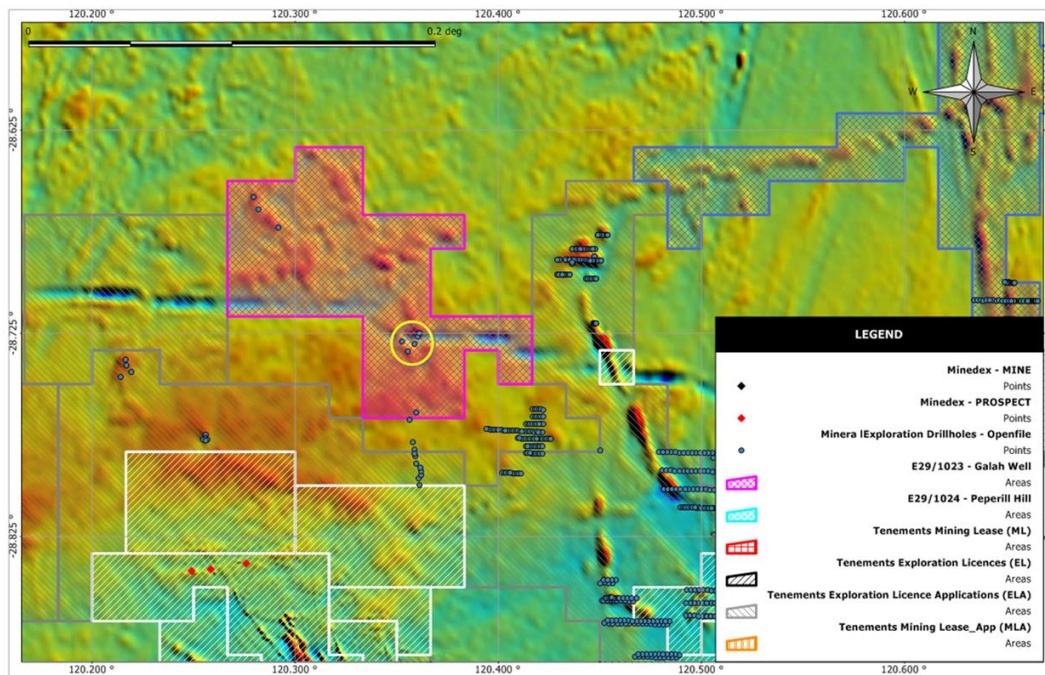 120.200 ° 120.300 ° 120.400 ° 120.500 ° 120.600 °
0 0.2 deg
N
W E
S
-28.625 °
-28.725 °
-28.825 °
LEGEND
Minedex - MINE
Points
Minedex - PROSPECT
Points
Minera lExploration Drillholes - Openfile
Points
E29/1023 - Galah Well
Areas
E29/1024 - Peperill Hill
Areas
Tenements Mining Lease (ML)
Areas
Tenements Exploration Licences (EL)
Areas
Tenements Exploration Licence Applications (ELA)
Areas
Tenements Mining Lease_App (MLA)
Areas
120.200 ° 120.300 ° 120.400 ° 120.500 ° 120.600 °